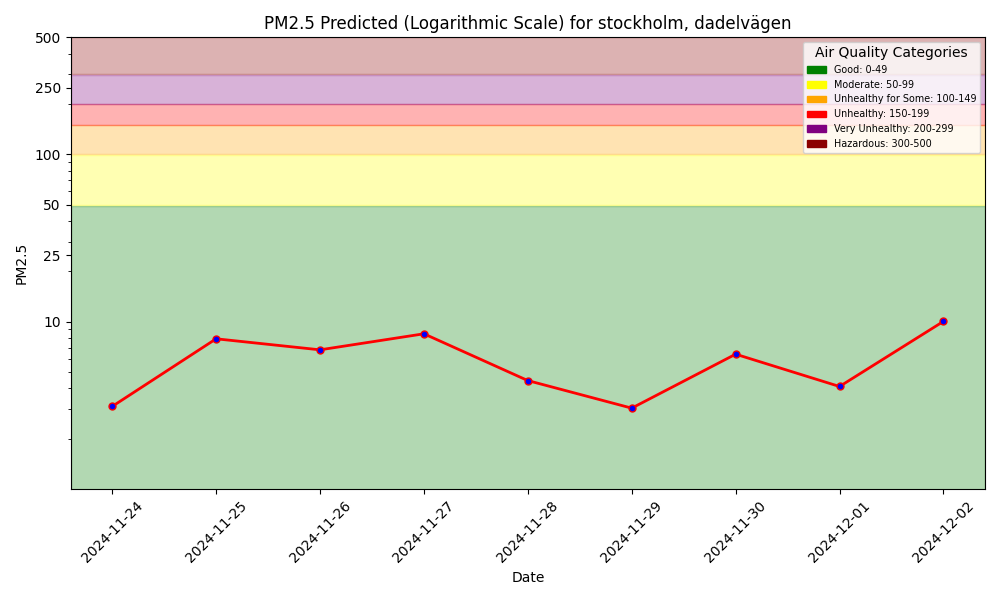 PM2.5 Predicted (Logarithmic Scale) for stockholm, dadelvägen
500
250
100
50
25
10
PM2.5
Air Quality Categories
Good: 0-49
Moderate: 50-99
Unhealthy for Some: 100-149
Unhealthy: 150-199
Very Unhealthy: 200-299
Hazardous: 300-500
2024-11-24
2024-11-25
2024-11-26
2024-11-27
2024-11-28
2024-11-29
2024-11-30
2024-12-01
2024-12-02
Date